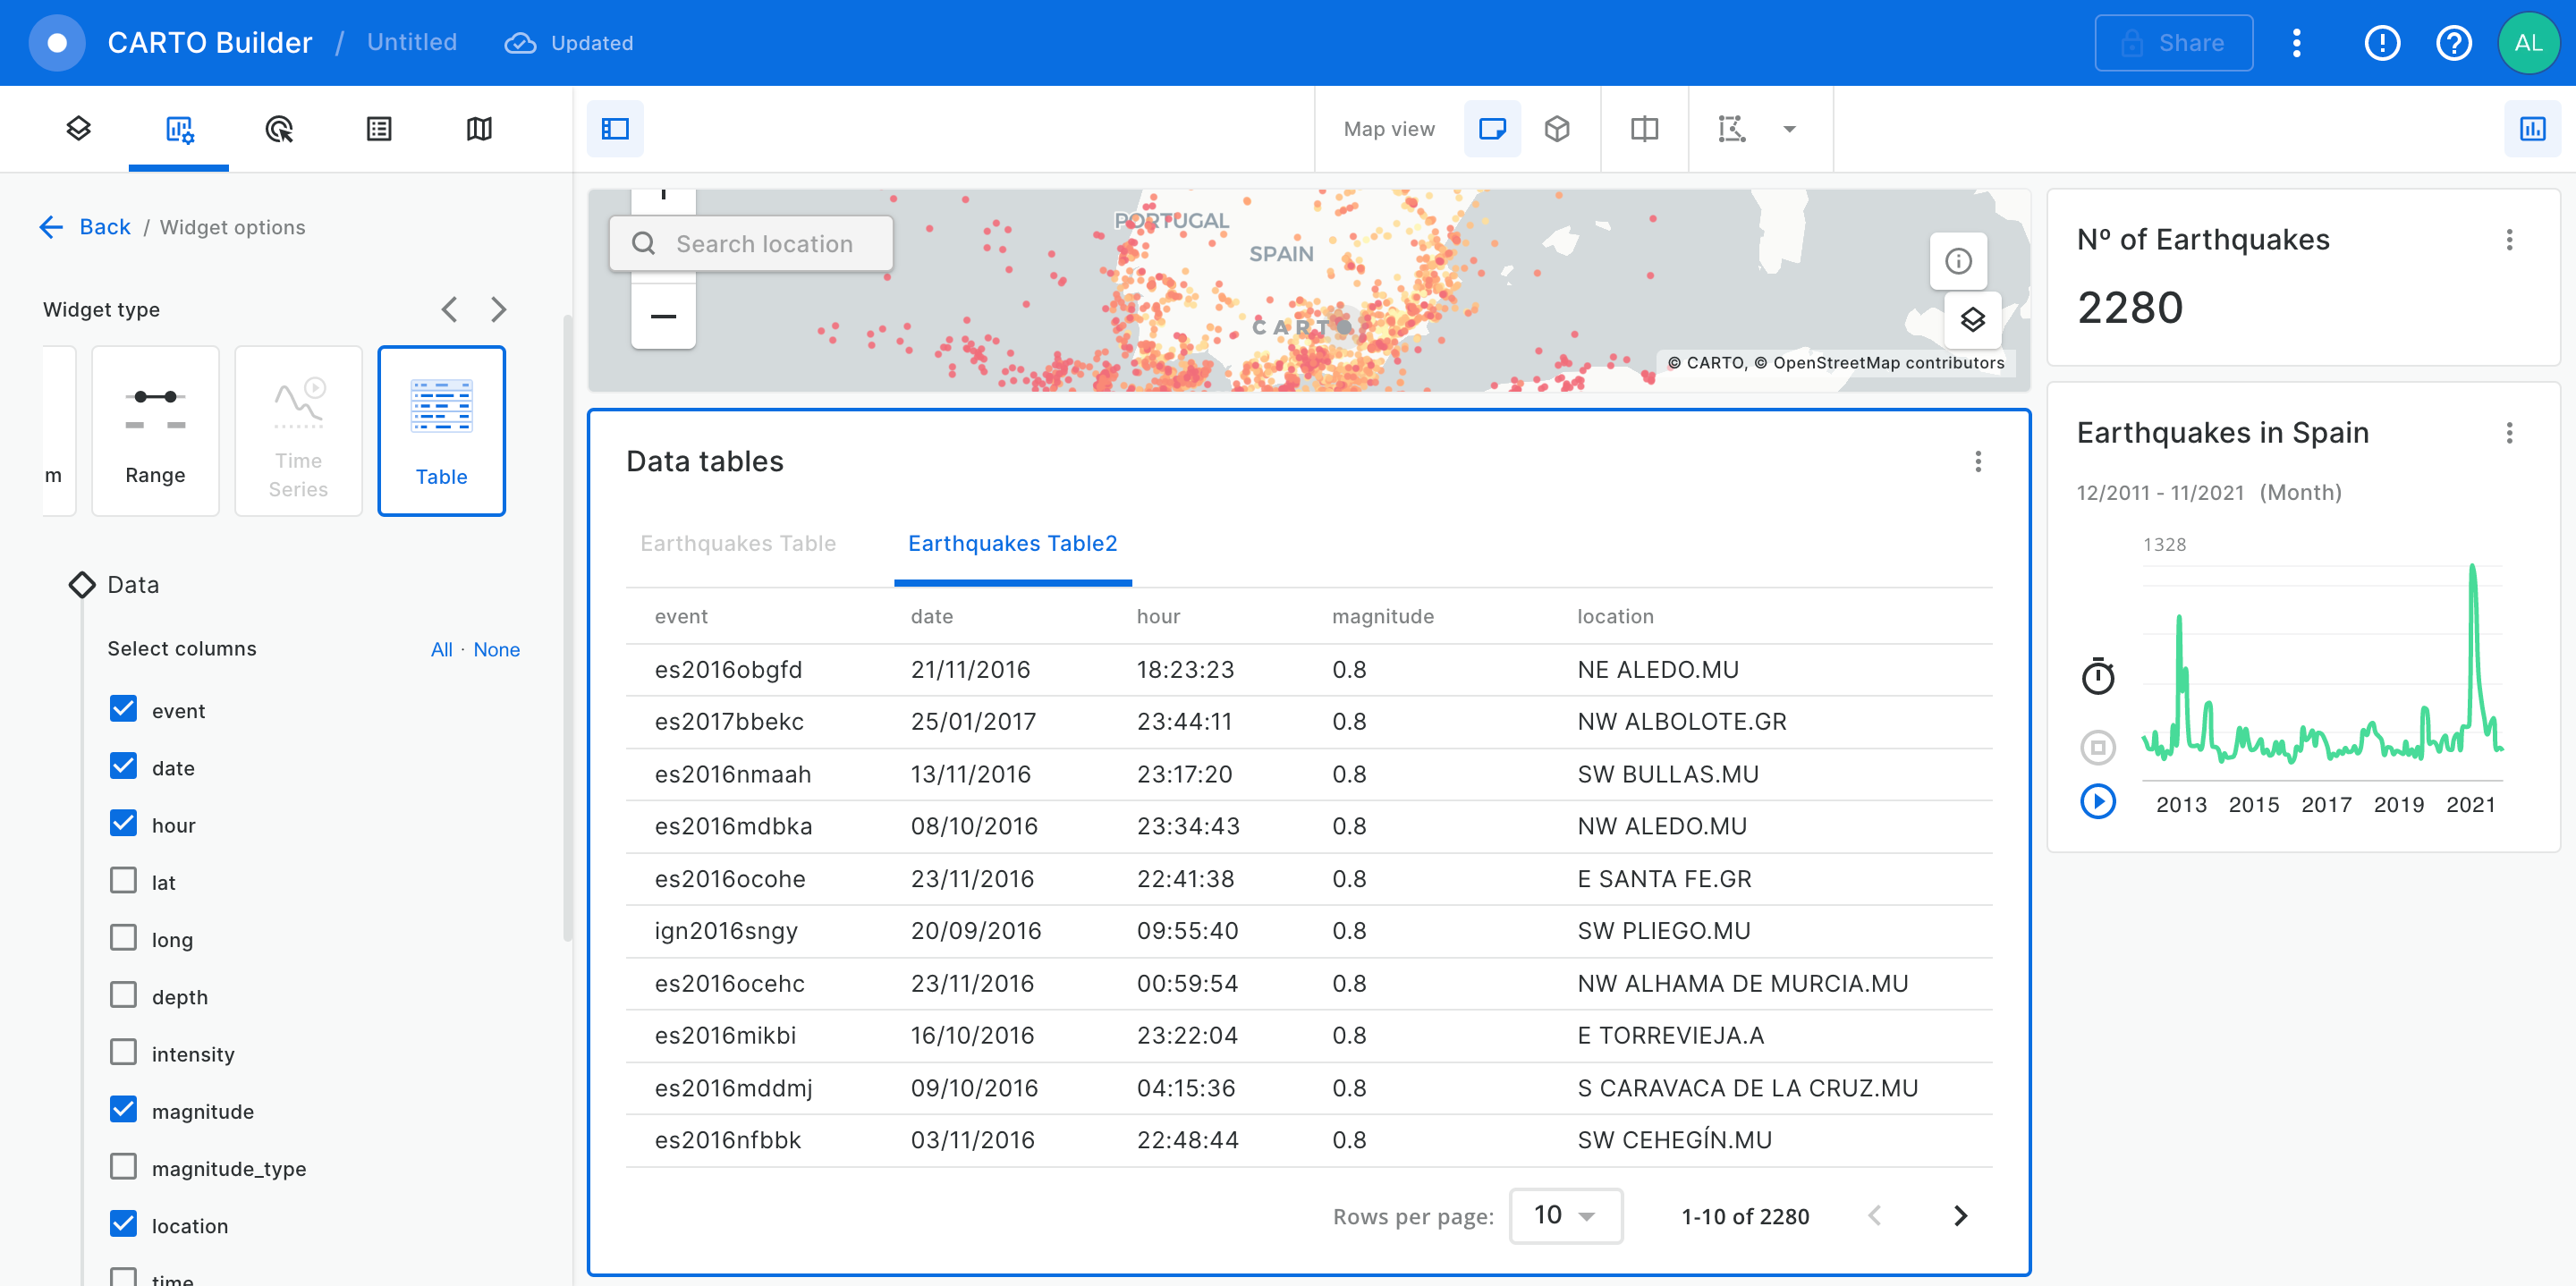 CARTO Builder / Untitled Updated
Share
AL
Map view
Back / Widget options
Widget type
m
Range
Time
Series
Table
Data
Select columns
All · None
event
date
hour
lat
long
depth
intensity
magnitude
magnitude_type
location
time
Search location
PORTUGAL
SPAIN
CARTO
© CARTO, © OpenStreetMap contributors
Data tables
Earthquakes Table Earthquakes Table2
event date hour magnitude location
es2016obgfd 21/11/2016 18:23:23 0.8 NE ALEDO.MU
es2017bbekc 25/01/2017 23:44:11 0.8 NW ALBOLOTE.GR
es2016nmaah 13/11/2016 23:17:20 0.8 SW BULLAS.MU
es2016mdbka 08/10/2016 23:34:43 0.8 NW ALEDO.MU
es2016ocohe 23/11/2016 22:41:38 0.8 E SANTA FE.GR
ign2016sngy 20/09/2016 09:55:40 0.8 SW PLIEGO.MU
es2016ocehc 23/11/2016 00:59:54 0.8 NW ALHAMA DE MURCIA.MU
es2016mikbi 16/10/2016 23:22:04 0.8 E TORREVIEJA.A
es2016mddmj 09/10/2016 04:15:36 0.8 S CARAVACA DE LA CRUZ.MU
es2016nfbbk 03/11/2016 22:48:44 0.8 SW CEHEGÍN.MU
Rows per page: 10 1-10 of 2280
Nº of Earthquakes
2280
Earthquakes in Spain
12/2011 - 11/2021 (Month)
1328
2013 2015 2017 2019 2021